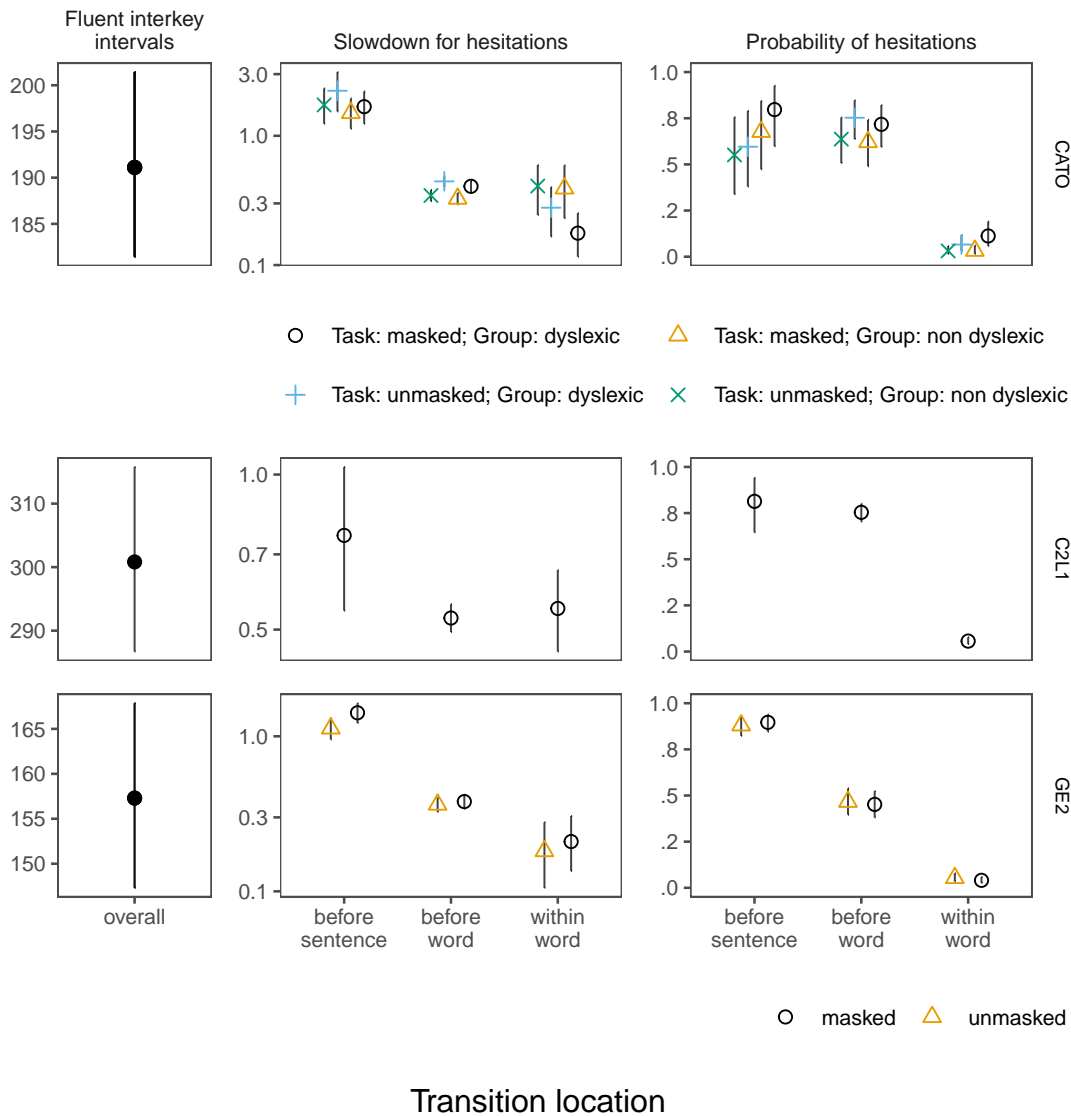 Fluent interkey
intervals
Slowdown for hesitations
Probability of hesitations
200
195
190
185
3.0
1.0
0.3
0.1
1.0
.8
.5
.2
.0
CATO
Task: masked; Group: dyslexic
Task: masked; Group: non dyslexic
Task: unmasked; Group: dyslexic
Task: unmasked; Group: non dyslexic
310
300
290
1.0
0.7
0.5
1.0
.8
.5
.2
.0
C2L1
165
160
155
150
1.0
0.3
0.1
1.0
.8
.5
.2
.0
GE2
overall
before
sentence
before
word
within
word
before
sentence
before
word
within
word
masked
unmasked
Transition location